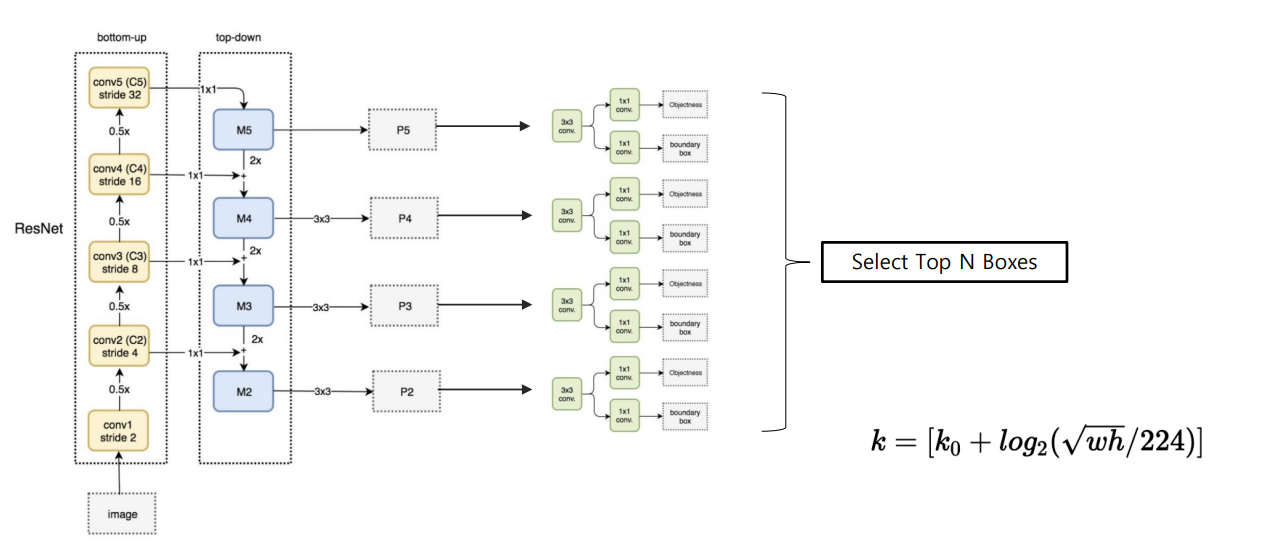 bottom-up
top-down
conv5 (C5)
stride 32
1x1
0.5x
M5
P5
2x
+
conv4 (C4)
stride 16
1x1
0.5x
M4
3x3
P4
2x
+
ResNet
conv3 (C3)
stride 8
1x1
0.5x
M3
3x3
P3
2x
+
conv2 (C2)
stride 4
1x1
0.5x
M2
3x3
P2
conv1
stride 2
image
3x3
conv.
1x1
conv.
Objectness
1x1
conv.
boundary
box
3x3
conv.
1x1
conv.
Objectness
1x1
conv.
boundary
box
3x3
conv.
1x1
conv.
Objectness
1x1
conv.
boundary
box
3x3
conv.
1x1
conv.
Objectness
1x1
conv.
boundary
box
Select Top N Boxes
k = [k₀ + log₂(√wh/224)]